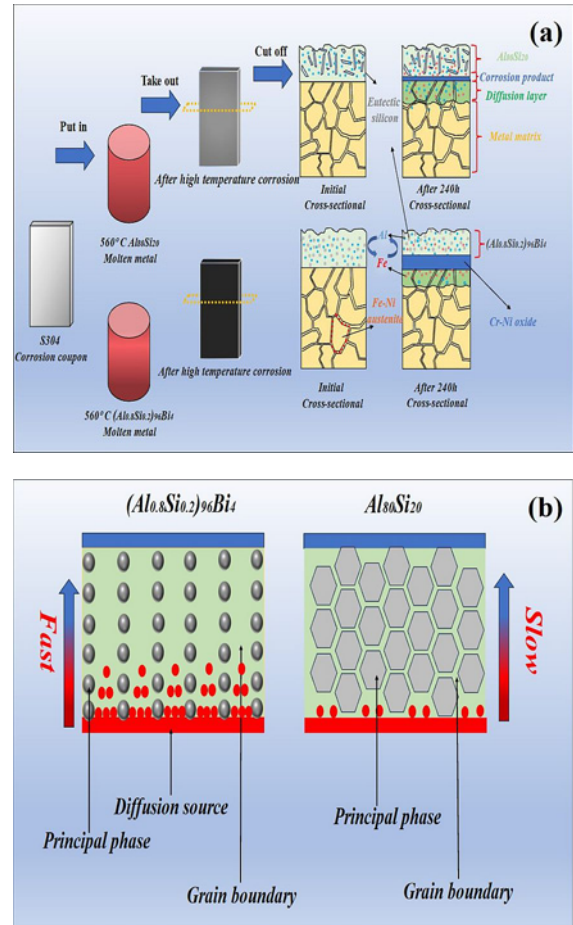 (a)
Cut off
Take out
Put in
Al80Si20
Corrosion product
Diffusion layer
Metal matrix
Eutectic
silicon
After high temperature corrosion
Initial
Cross-sectional
After 240h
Cross-sectional
560°C Al80Si20
Molten metal
S304
Corrosion coupon
Al
Fe
(Al0.8Si0.2)96Bi4
Fe-Ni
austenite
Cr-Ni oxide
After high temperature corrosion
Initial
Cross-sectional
After 240h
Cross-sectional
560°C (Al0.8Si0.2)96Bi4
Molten metal
(b)
(Al0.8Si0.2)96Bi4
Al80Si20
Fast
Slow
Diffusion source
Principal phase
Grain boundary
Principal phase
Grain boundary